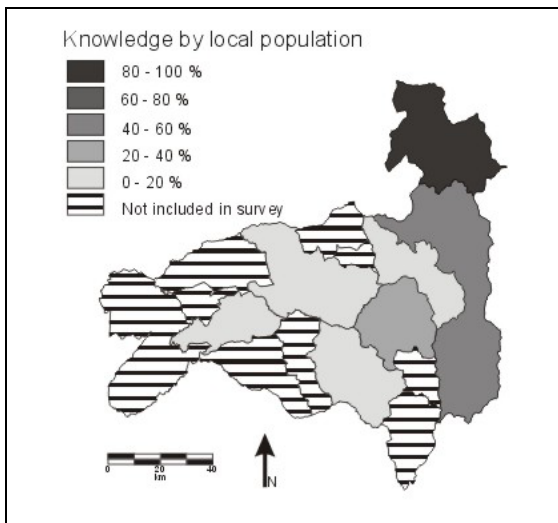 Knowledge by local population
80 - 100 %
60 - 80 %
40 - 60 %
20 - 40 %
0 - 20 %
Not included in survey
0 20 40
km
N